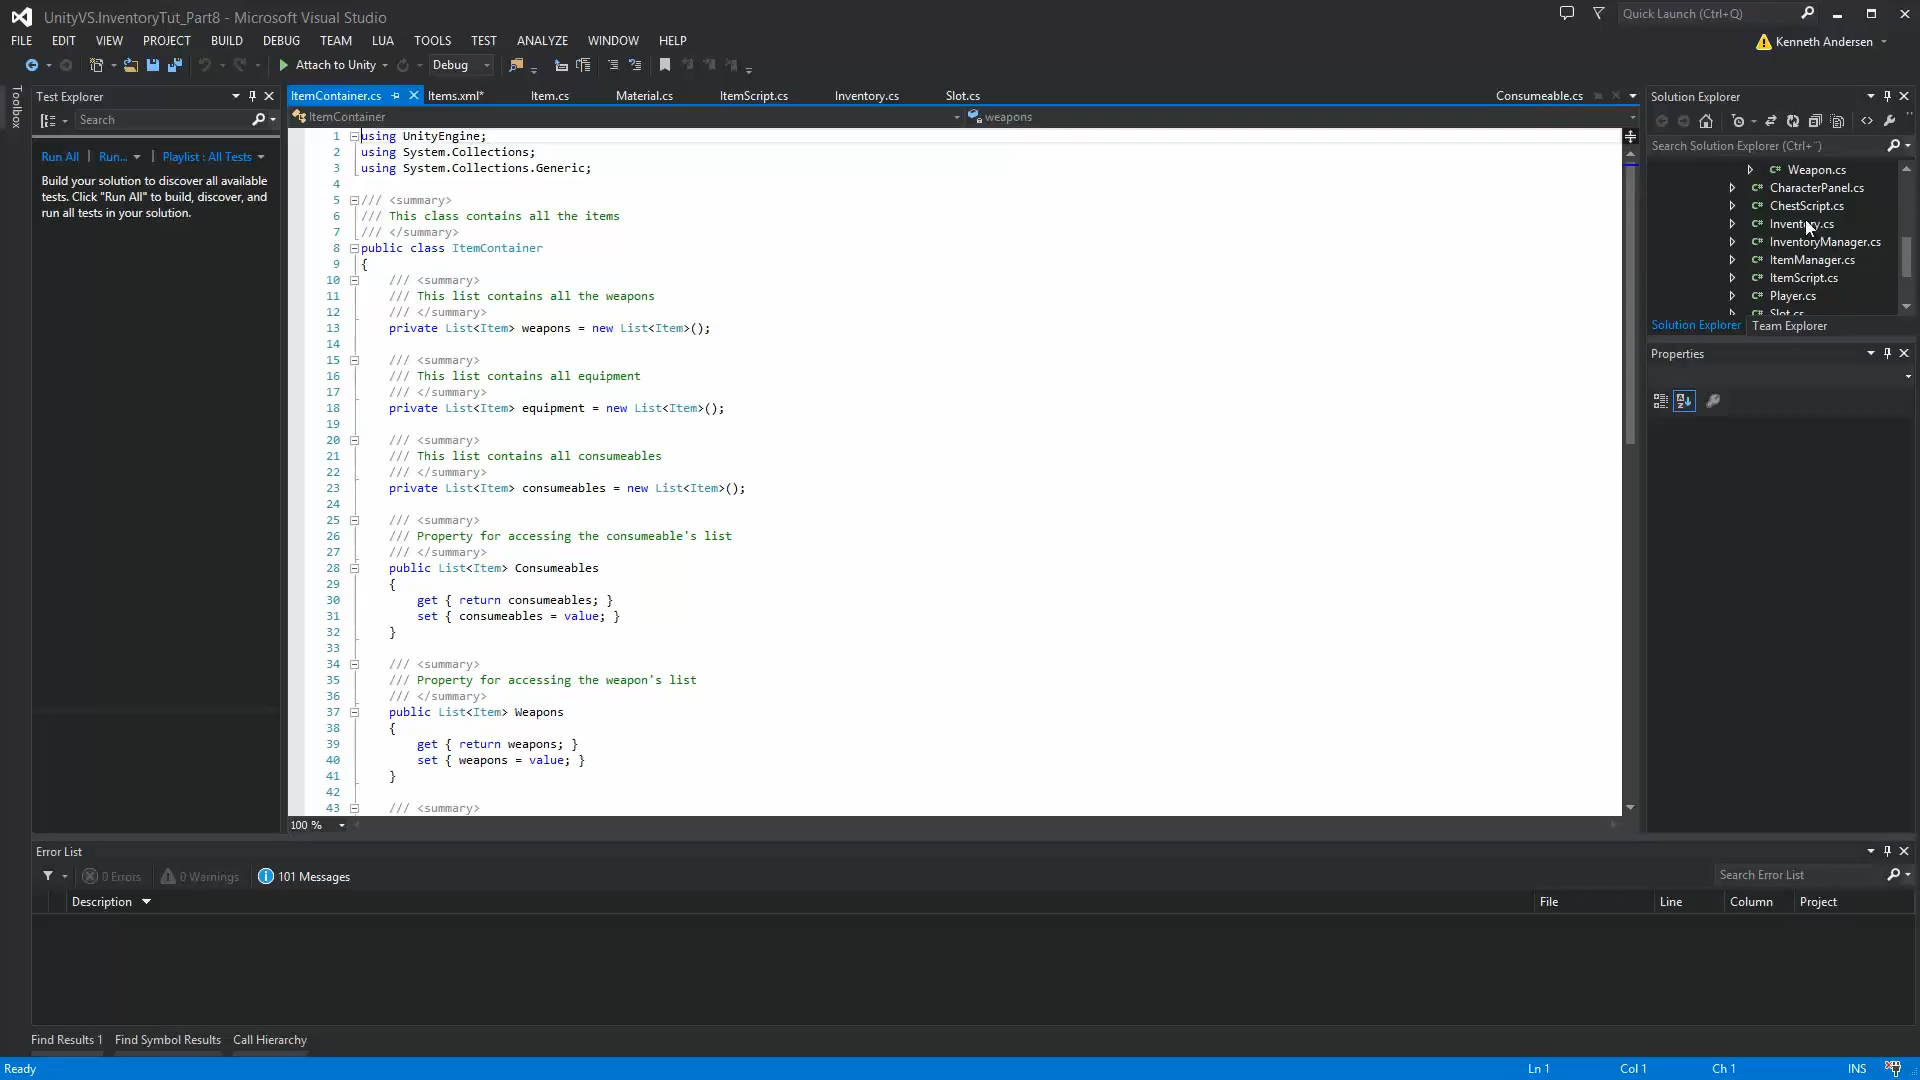 UnityVS.InventoryTut_Part8 - Microsoft Visual Studio
Quick Launch (Ctrl+Q)
FILE EDIT VIEW PROJECT BUILD DEBUG TEAM LUA TOOLS TEST ANALYZE WINDOW HELP
Kenneth Andersen
Attach to Unity
Debug
Toolbox
Test Explorer
Search
Run All
Run...
Playlist : All Tests
Build your solution to discover all available
tests. Click "Run All" to build, discover, and
run all tests in your solution.
ItemContainer.cs Items.xml* Item.cs Material.cs ItemScript.cs Inventory.cs Slot.cs Consumeable.cs
ItemContainer
weapons
1 using UnityEngine;
2 using System.Collections;
3 using System.Collections.Generic;
4
5 /// <summary>
6 /// This class contains all the items
7 /// </summary>
8 public class ItemContainer
9 {
10 /// <summary>
11 /// This list contains all the weapons
12 /// </summary>
13 private List<Item> weapons = new List<Item>();
14
15 /// <summary>
16 /// This list contains all equipment
17 /// </summary>
18 private List<Item> equipment = new List<Item>();
19
20 /// <summary>
21 /// This list contains all consumeables
22 /// </summary>
23 private List<Item> consumeables = new List<Item>();
24
25 /// <summary>
26 /// Property for accessing the consumeable's list
27 /// </summary>
28 public List<Item> Consumeables
29 {
30 get { return consumeables; }
31 set { consumeables = value; }
32 }
33
34 /// <summary>
35 /// Property for accessing the weapon's list
36 /// </summary>
37 public List<Item> Weapons
38 {
39 get { return weapons; }
40 set { weapons = value; }
41 }
42
43 /// <summary>
100 %
Solution Explorer
Search Solution Explorer (Ctrl+¨)
C# Weapon.cs
C# CharacterPanel.cs
C# ChestScript.cs
C# Inventory.cs
C# InventoryManager.cs
C# ItemManager.cs
C# ItemScript.cs
C# Player.cs
C# Slot.cs
Solution Explorer Team Explorer
Properties
Error List
0 Errors
0 Warnings
101 Messages
Search Error List
Description File Line Column Project
Find Results 1 Find Symbol Results Call Hierarchy
Ready
Ln 1 Col 1 Ch 1 INS